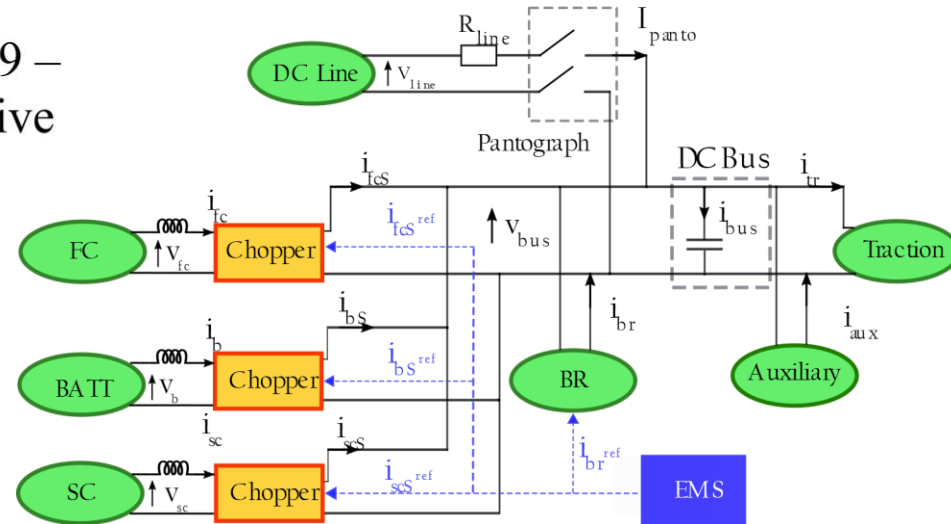 9 –
ive
R_line
I_panto
DC Line
v_line
Pantograph
DC Bus
i_fcS
i_tr
i_fc
i_fcS^ref
v_bus
i_bus
FC
v_fc
Chopper
Traction
i_bS
i_br
i_aux
i_b
i_bS^ref
BATT
v_b
Chopper
BR
Auxiliary
i_sc
i_scS
i_br^ref
SC
v_sc
Chopper
i_scS^ref
EMS